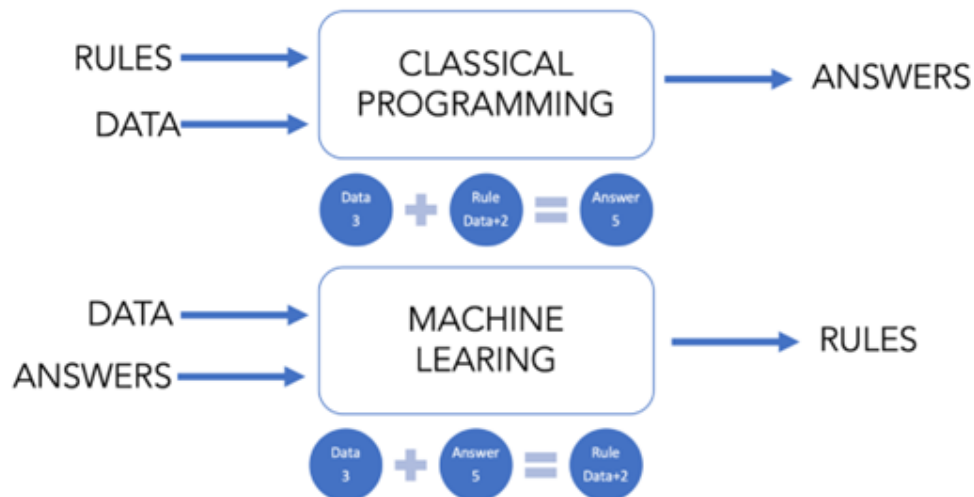 RULES
DATA
CLASSICAL
PROGRAMMING
ANSWERS
Data
3
+
Rule
Data+2
=
Answer
5
DATA
ANSWERS
MACHINE
LEARING
RULES
Data
3
+
Answer
5
=
Rule
Data+2